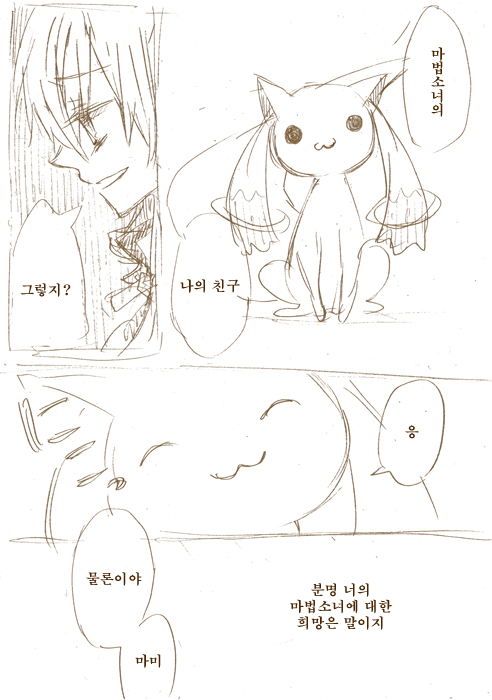 마법소녀의
나의 친구
그렇지?
응
물론이야
마미
분명 너의
마법소녀에 대한
희망은 말이지